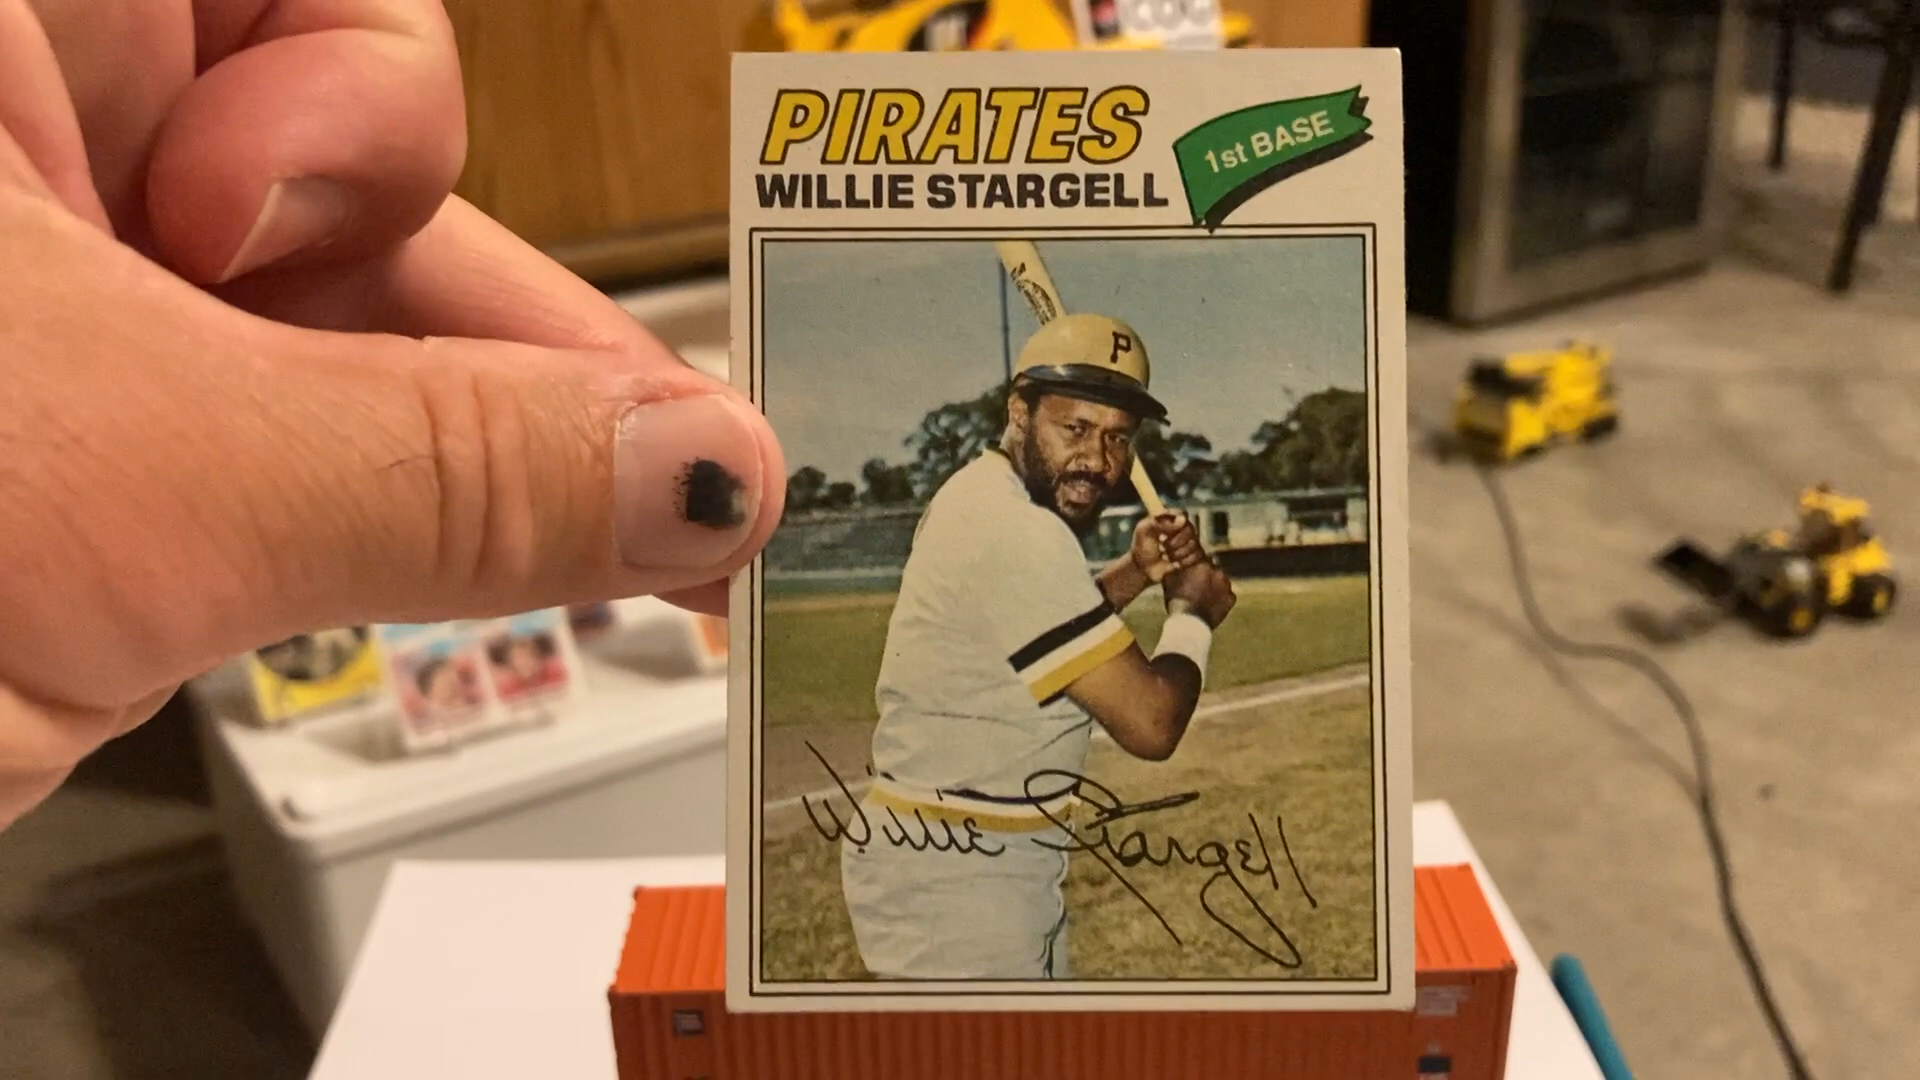 PIRATES
WILLIE STARGELL
1st BASE
P
Willie Stargell